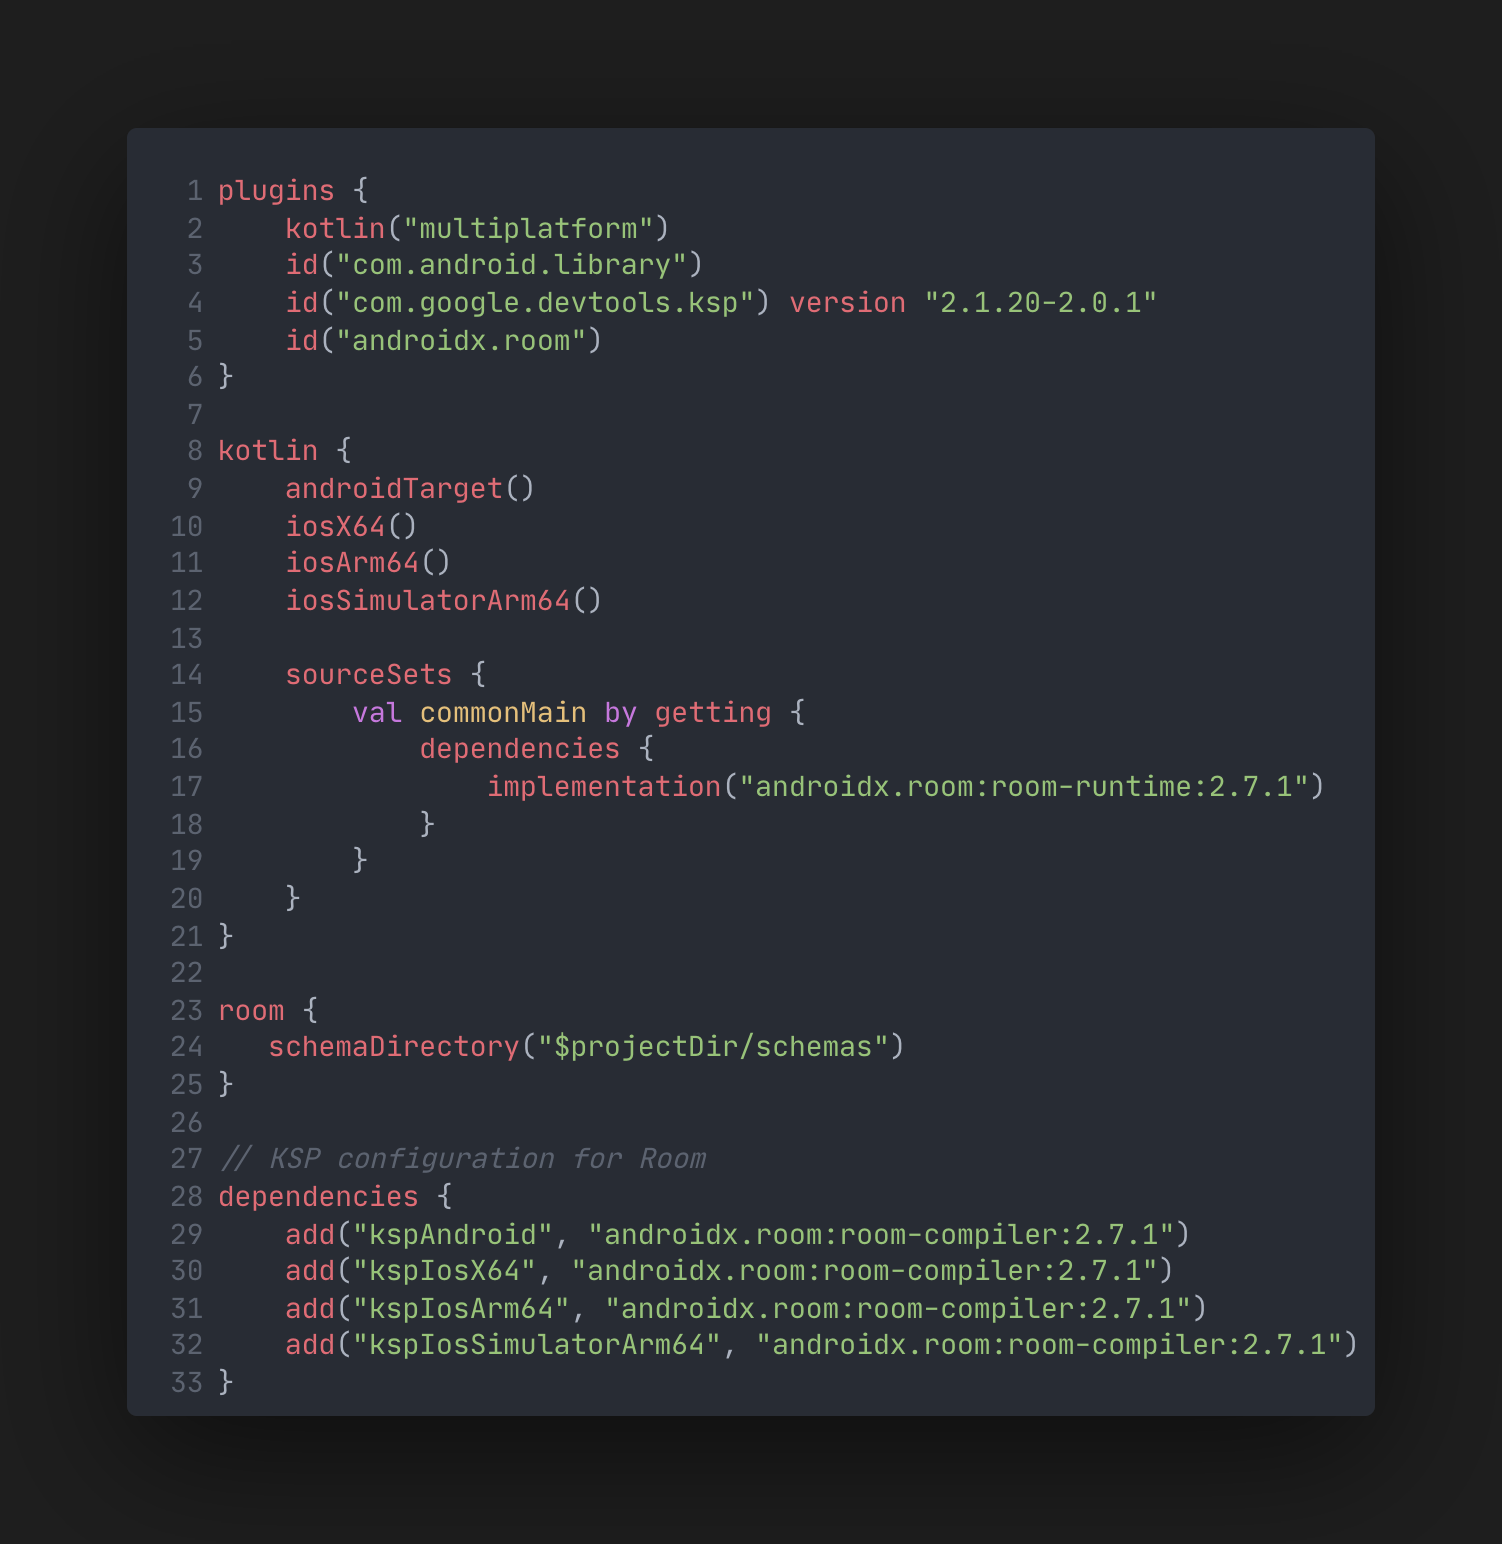 1 plugins {
2     kotlin("multiplatform")
3     id("com.android.library")
4     id("com.google.devtools.ksp") version "2.1.20-2.0.1"
5     id("androidx.room")
6 }
7
8 kotlin {
9     androidTarget()
10     iosX64()
11     iosArm64()
12     iosSimulatorArm64()
13
14     sourceSets {
15         val commonMain by getting {
16             dependencies {
17                 implementation("androidx.room:room-runtime:2.7.1")
18             }
19         }
20     }
21 }
22
23 room {
24    schemaDirectory("$projectDir/schemas")
25 }
26
27 // KSP configuration for Room
28 dependencies {
29     add("kspAndroid", "androidx.room:room-compiler:2.7.1")
30     add("kspIosX64", "androidx.room:room-compiler:2.7.1")
31     add("kspIosArm64", "androidx.room:room-compiler:2.7.1")
32     add("kspIosSimulatorArm64", "androidx.room:room-compiler:2.7.1")
33 }